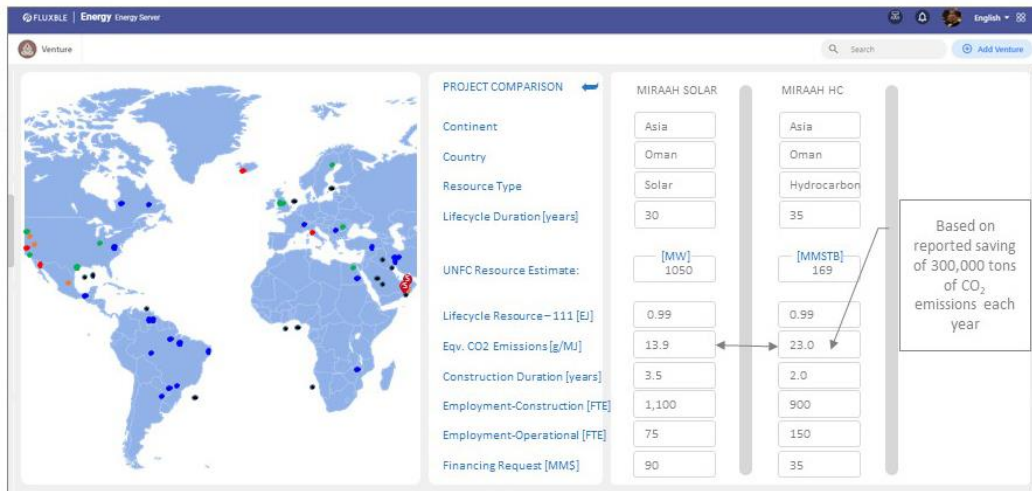 FLUXBLE | Energy Energy Server
English
Venture
Search
Add Venture
PROJECT COMPARISON
MIRAAH SOLAR
MIRAAH HC
Continent
Asia
Asia
Country
Oman
Oman
Resource Type
Solar
Hydrocarbon
Lifecycle Duration [years]
30
35
UNFC Resource Estimate:
[MW]
1050
[MMSTB]
169
Lifecycle Resource – 111 [EJ]
0.99
0.99
Eqv. CO2 Emissions [g/MJ]
13.9
23.0
Construction Duration [years]
3.5
2.0
Employment-Construction [FTE]
1,100
900
Employment-Operational [FTE]
75
150
Financing Request [MM$]
90
35
Based on
reported saving
of 300,000 tons
of CO₂
emissions each
year